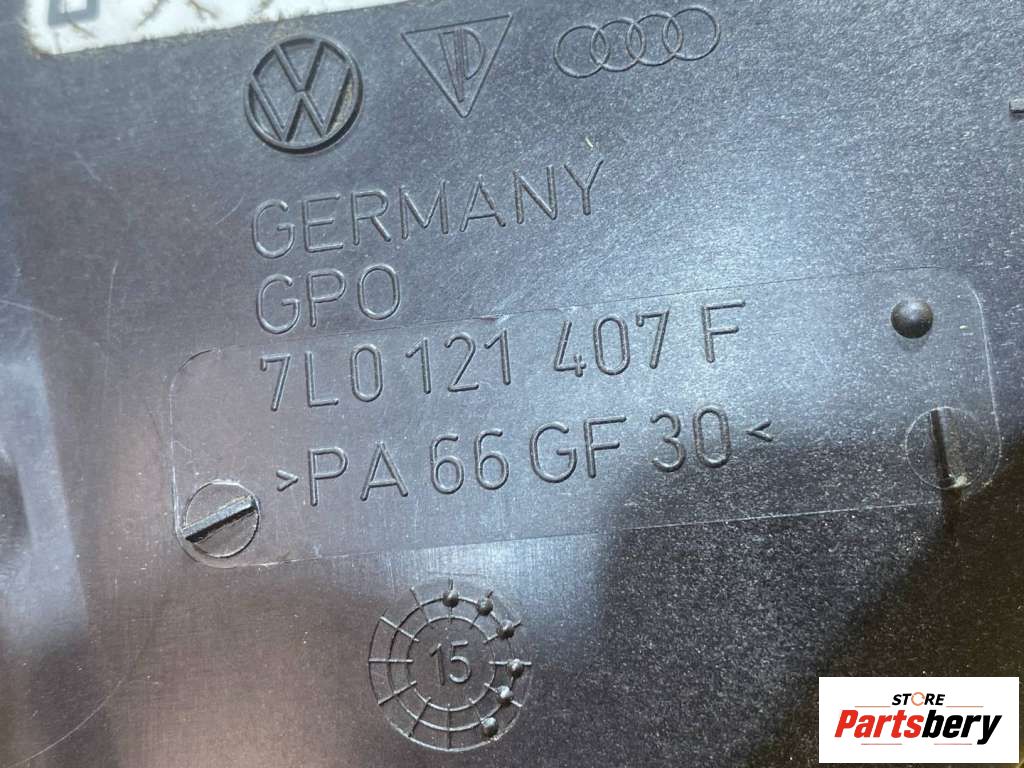 GERMANY
GPO
7L0 121 407 F
>PA 66 GF 30<
15
STORE
Partsbery